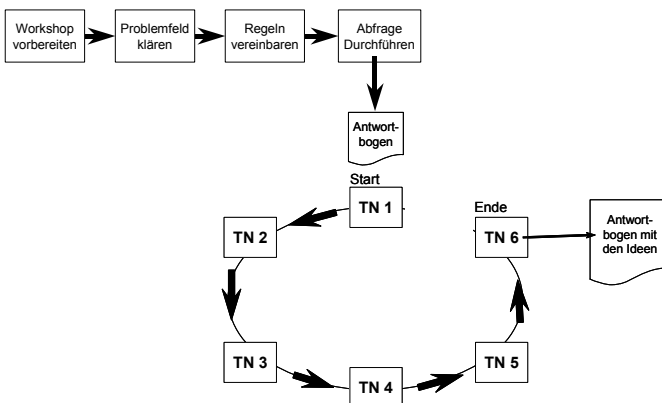 Workshop
vorbereiten
Problemfeld
klären
Regeln
vereinbaren
Abfrage
Durchführen
Antwort-
bogen
Start
TN 1
TN 2
TN 3
TN 4
TN 5
Ende
TN 6
Antwort-
bogen mit
den Ideen